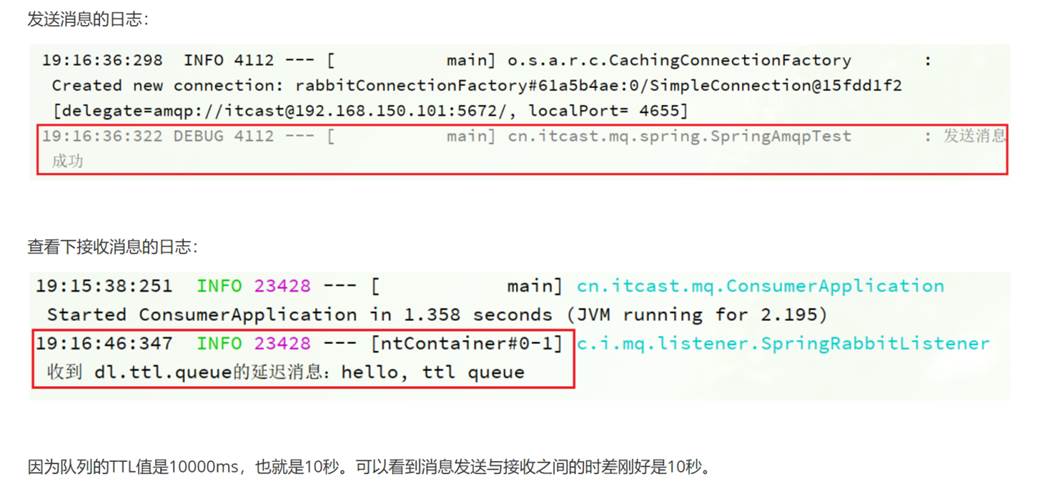 发送消息的日志：
19:16:36:298  INFO 4112 --- [           main] o.s.a.r.c.CachingConnectionFactory       :
Created new connection: rabbitConnectionFactory#61a5b4ae:0/SimpleConnection@15fdd1f2
[delegate=amqp://itcast@192.168.150.101:5672/, localPort= 4655]
19:16:36:322 DEBUG 4112 --- [           main] cn.itcast.mq.spring.SpringAmqpTest       : 发送消息
成功
查看下接收消息的日志：
19:15:38:251  INFO 23428 --- [           main] cn.itcast.mq.ConsumerApplication
Started ConsumerApplication in 1.358 seconds (JVM running for 2.195)
19:16:46:347  INFO 23428 --- [ntContainer#0-1] c.i.mq.listener.SpringRabbitListener
收到 dl.ttl.queue的延迟消息：hello, ttl queue
因为队列的TTL值是10000ms，也就是10秒。可以看到消息发送与接收之间的时差刚好是10秒。